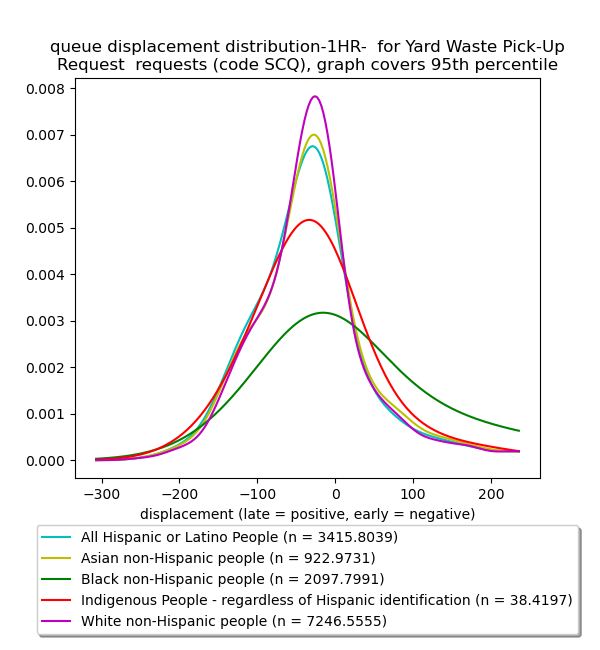 queue displacement distribution-1HR-  for Yard Waste Pick-Up
Request  requests (code SCQ), graph covers 95th percentile
0.008
0.007
0.006
0.005
0.004
0.003
0.002
0.001
0.000
−300 −200 −100 0 100 200
displacement (late = positive, early = negative)
All Hispanic or Latino People (n = 3415.8039)
Asian non-Hispanic people (n = 922.9731)
Black non-Hispanic people (n = 2097.7991)
Indigenous People - regardless of Hispanic identification (n = 38.4197)
White non-Hispanic people (n = 7246.5555)